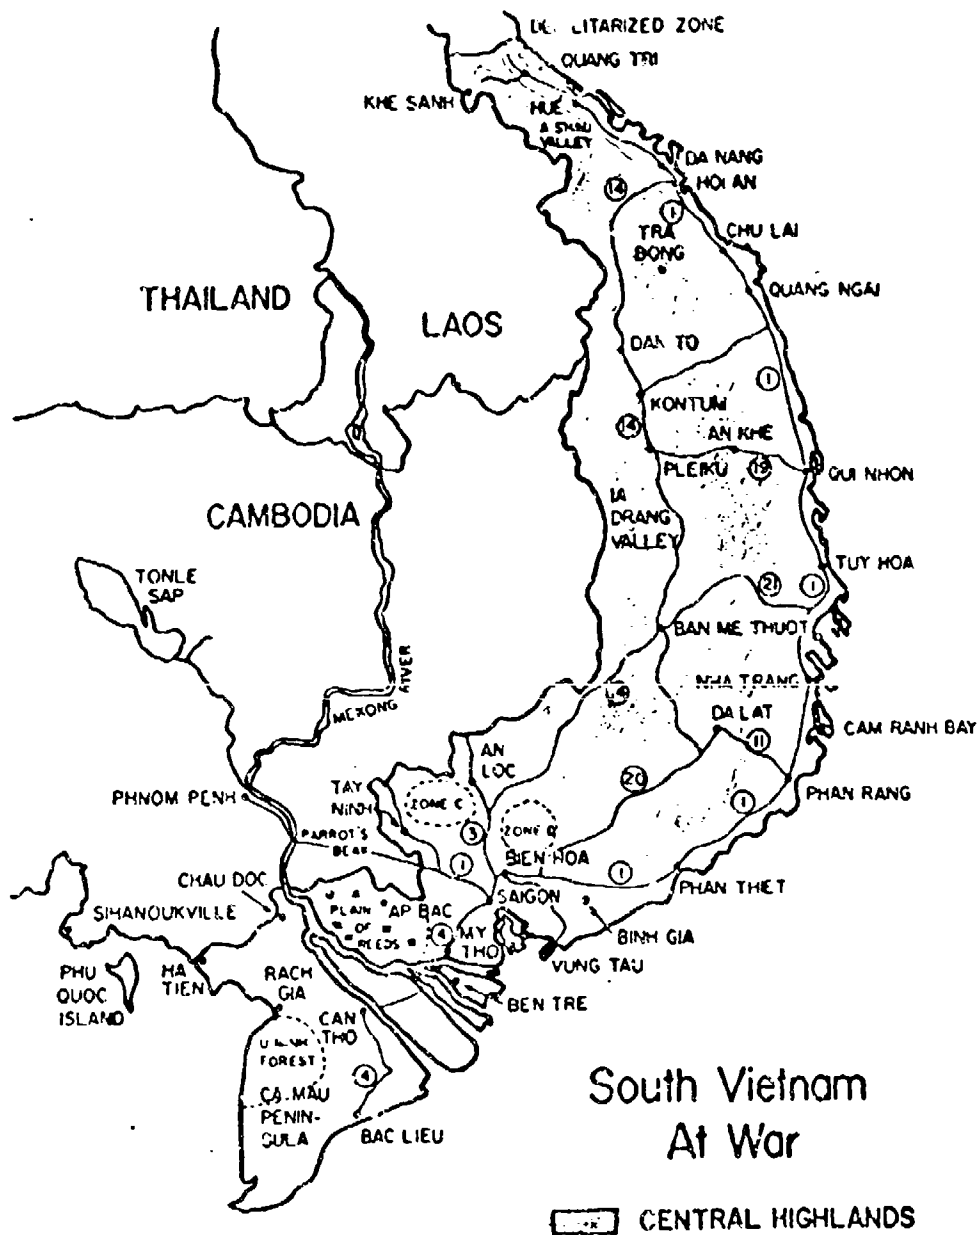 ZONE
QUANG TRI
KHE SANH
HUE
A SHAU
VALLEY
DA NANG
HOI AN
14
1
CHU LAI
TRA
BONG
THAILAND
LAOS
QUANG NGAI
DAK TO
1
KONTUM
14
AN KHE
PLEIKU
19
QUI NHON
CAMBODIA
IA
DRANG
VALLEY
TONLE
SAP
TUY HOA
21
1
BAN ME THUOT
MEKONG
RIVER
NHA TRANG
14
DA LAT
11
CAM RANH BAY
AN
LOC
PHNOM PENH
TAY
NINH
ZONE C
20
1
PHAN RANG
3
ZONE D
PARROT'S
BEAK
1
BIEN HOA
1
CHAU DOC
SAIGON
PHAN THET
SIHANOUKVILLE
PLAIN
OF
REEDS
AP BAC
4
MY
THO
BINH GIA
VUNG TAU
PHU
QUOC
ISLAND
HA
TIEN
RACH
GIA
BEN TRE
CAN
THO
FOREST
4
CA MAU
PENIN-
SULA
BAC LIEU
South Vietnam
At War
CENTRAL HIGHLANDS